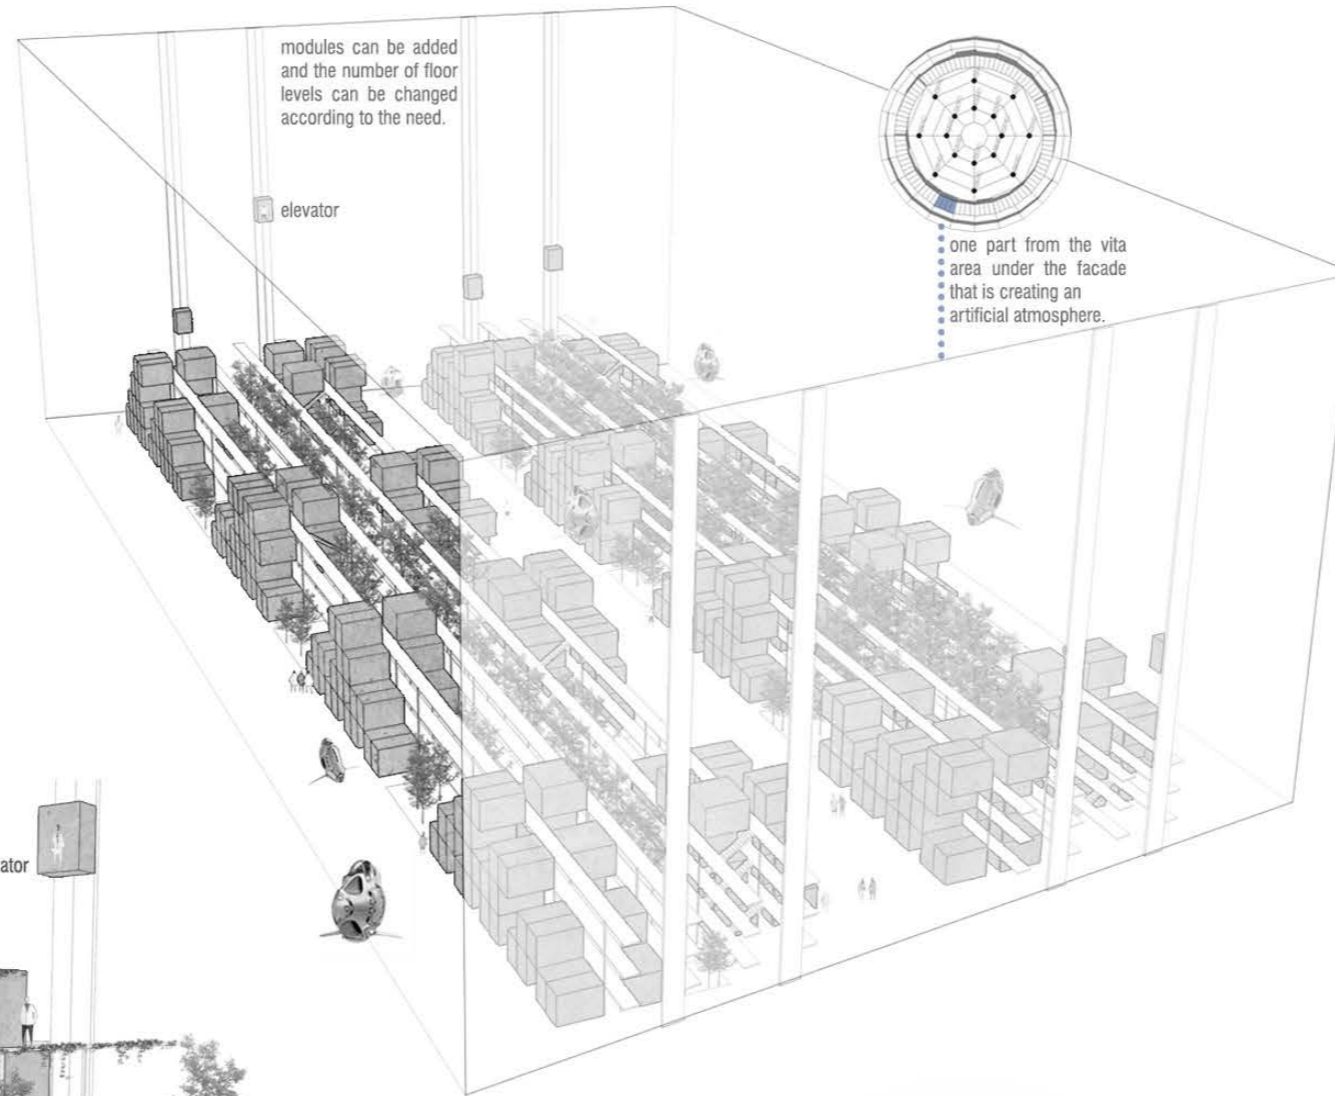 modules can be added
and the number of floor
levels can be changed
according to the need.
elevator
one part from the vita
area under the facade
that is creating an
artificial atmosphere.
ator